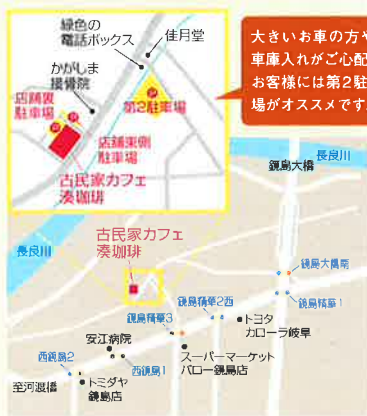 緑色の
電話ボックス
佳月堂
かがしま
接骨院
店舗裏
駐車場
P
P
第2駐車場
店舗東側
駐車場
古民家カフェ
湊珈琲
大きいお車の方や
車庫入れがご心配
お客様には第2駐
場がオススメです
長良川
鏡島大橋
長良川
古民家カフェ
湊珈琲
鏡島大橋南
鏡島精華2西
鏡島精華1
鏡島精華3
トヨタ
カローラ岐阜
安江病院
西鏡島2
西鏡島1
スーパーマーケット
バロー鏡島店
至河渡橋
トミダヤ
鏡島店